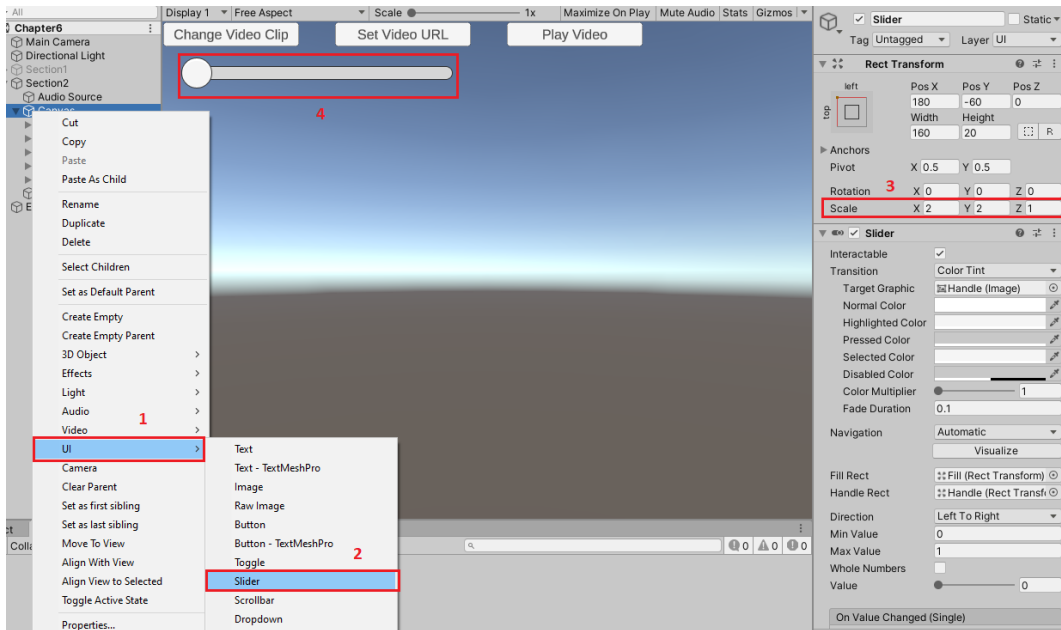 All
Display 1
Free Aspect
Scale
1x
Maximize On Play
Mute Audio
Stats
Gizmos
Chapter6
Main Camera
Directional Light
Section1
Section2
Audio Source
Canvas
Change Video Clip
Set Video URL
Play Video
4
Cut
Copy
Paste
Paste As Child
Rename
Duplicate
Delete
Select Children
Set as Default Parent
Create Empty
Create Empty Parent
3D Object
Effects
Light
Audio
1
Video
UI
Camera
Clear Parent
Set as first sibling
Set as last sibling
Move To View
Align With View
Align View to Selected
Toggle Active State
Properties...
Text
Text - TextMeshPro
Image
Raw Image
Button
Button - TextMeshPro
2
Toggle
Slider
Scrollbar
Dropdown
0
0
0
Slider
Static
Tag Untagged
Layer UI
Rect Transform
left
top
Pos X Pos Y Pos Z
180 -60 0
Width Height
160 20
R
Anchors
Pivot X 0.5 Y 0.5
3
Rotation X 0 Y 0 Z 0
Scale X 2 Y 2 Z 1
Slider
Interactable
Transition Color Tint
Target Graphic Handle (Image)
Normal Color
Highlighted Color
Pressed Color
Selected Color
Disabled Color
Color Multiplier 1
Fade Duration 0.1
Navigation Automatic
Visualize
Fill Rect Fill (Rect Transform)
Handle Rect Handle (Rect Transf
Direction Left To Right
Min Value 0
Max Value 1
Whole Numbers
Value 0
On Value Changed (Single)